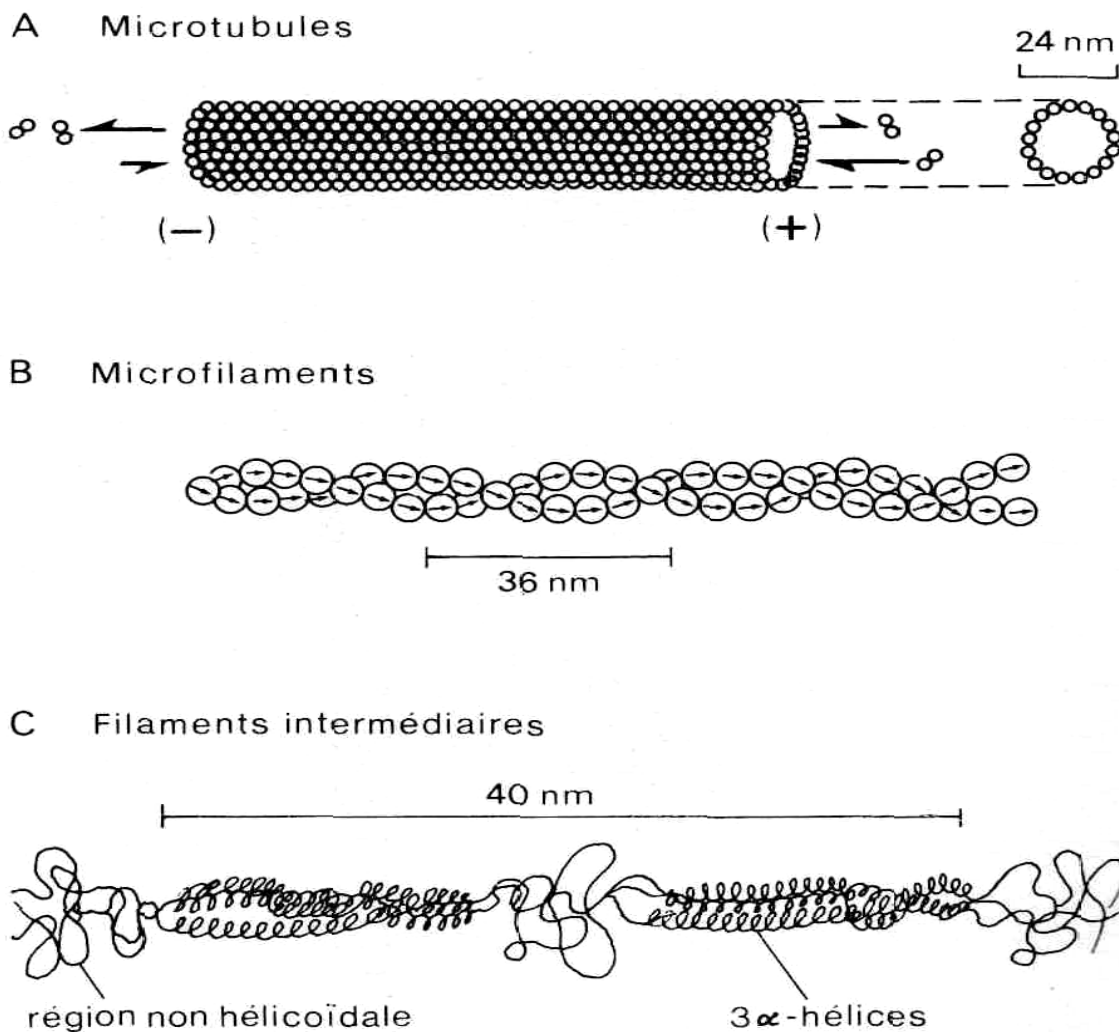 A Microtubules
24 nm
(−)
(+)
B Microfilaments
36 nm
C Filaments intermédiaires
40 nm
région non hélicoïdale
3α-hélices